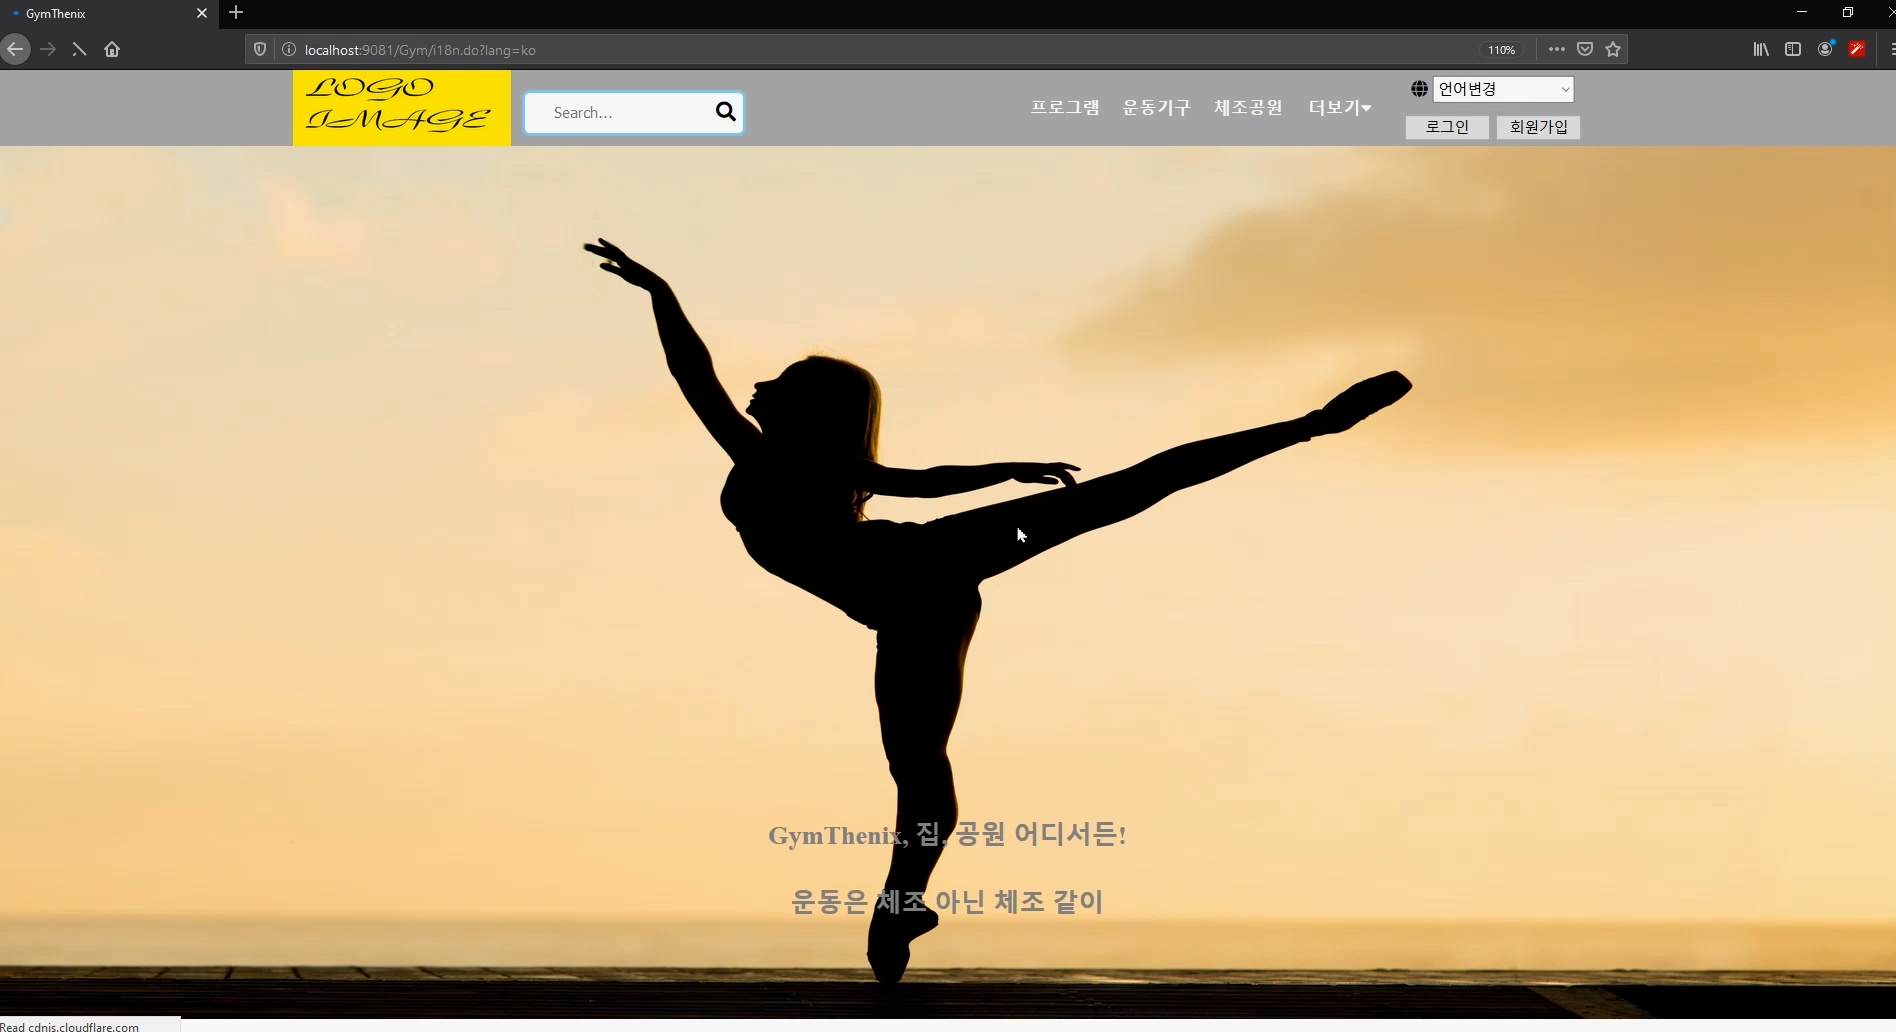 GymThenix
localhost:9081/Gym/i18n.do?lang=ko
110%
LOGO
IMAGE
Search...
프로그램 운동기구 체조공원 더보기
언어변경
로그인 회원가입
GymThenix, 집, 공원 어디서든!
운동은 체조 아닌 체조 같이
Read cdnjs.cloudflare.com